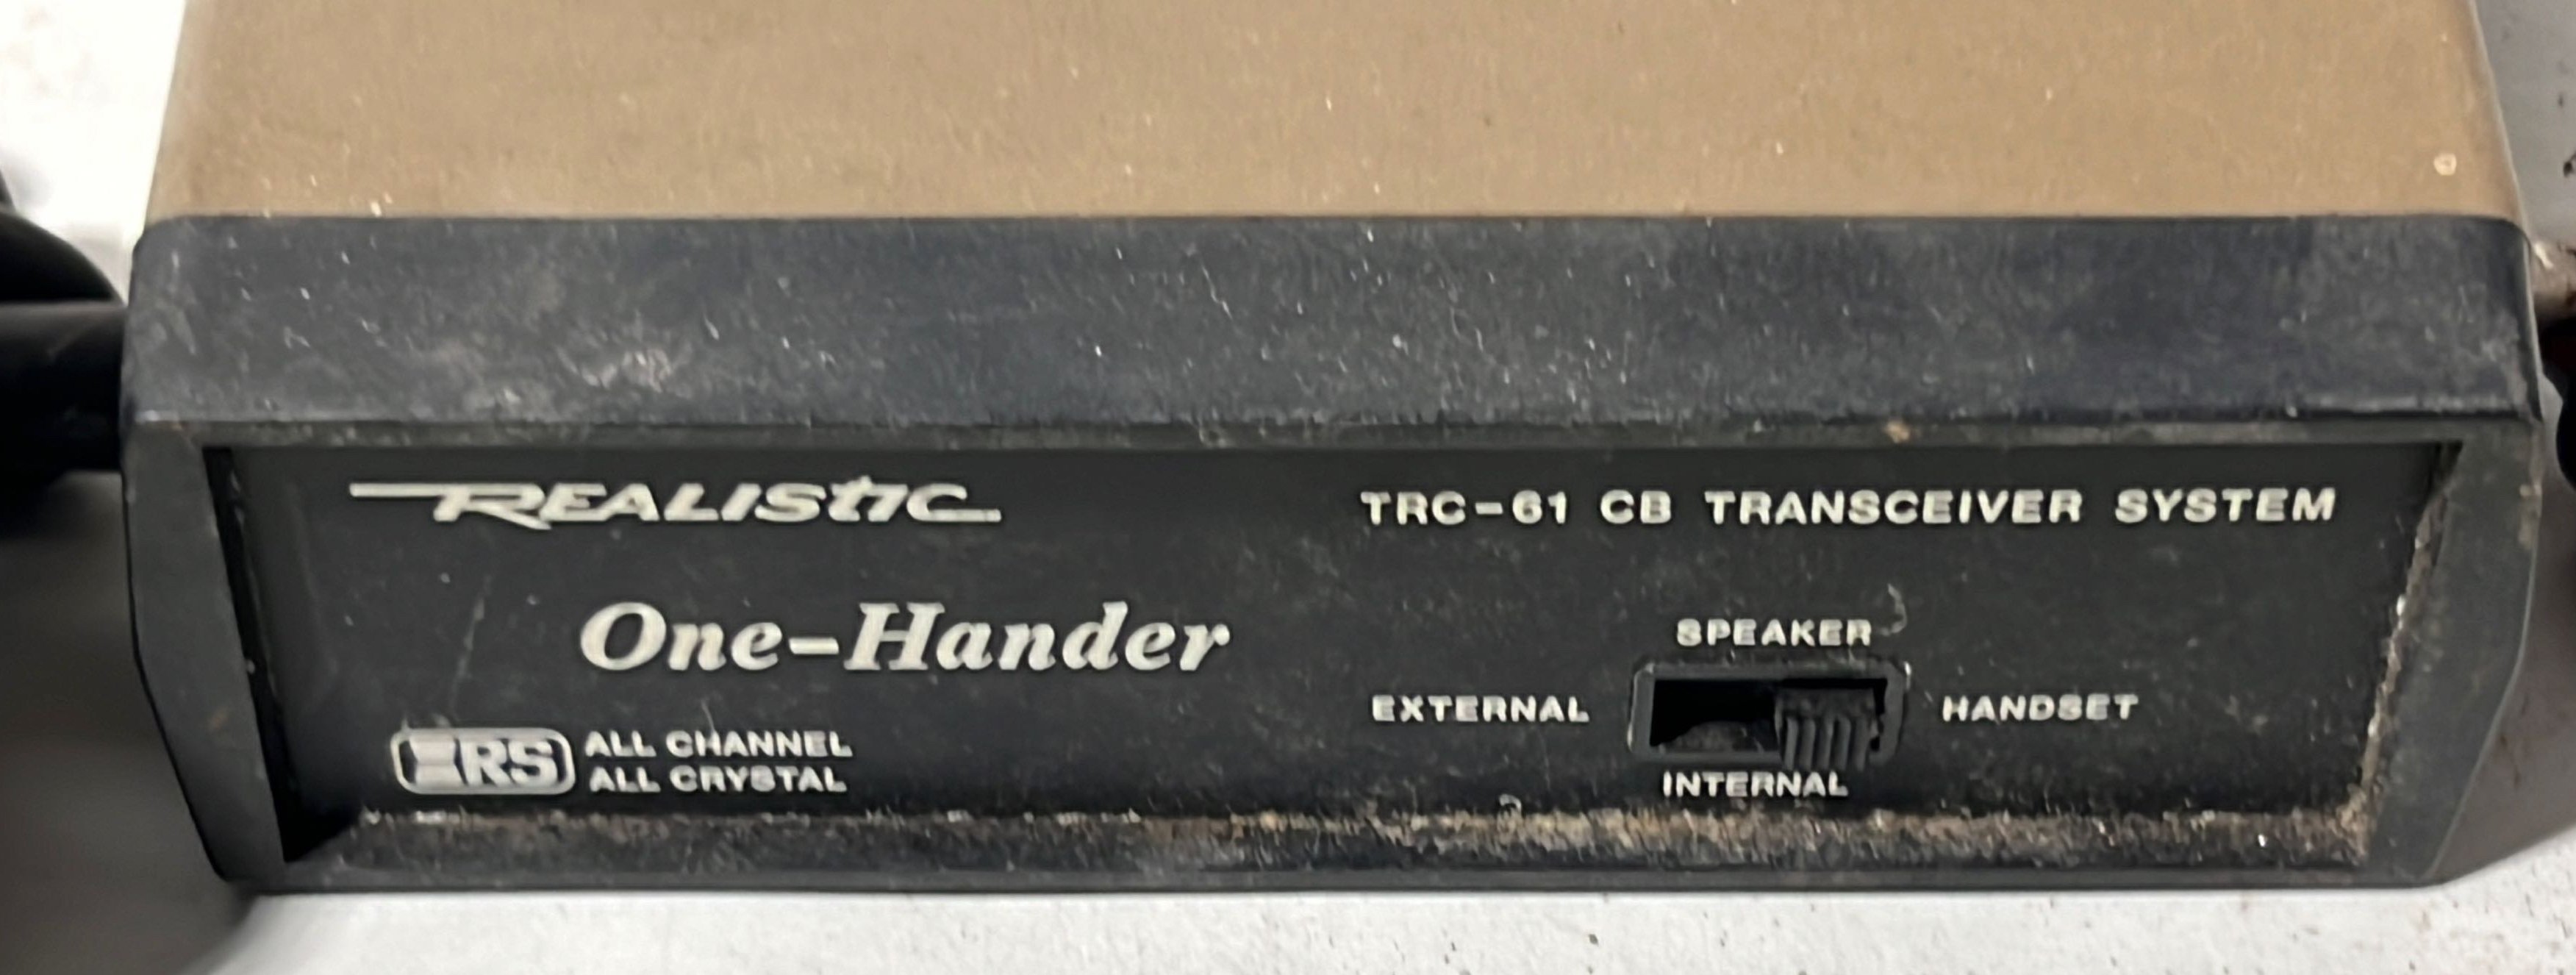 REALISTIC
TRC-61 CB TRANSCEIVER SYSTEM
One-Hander
SPEAKER
EXTERNAL
HANDSET
INTERNAL
RS
ALL CHANNEL
ALL CRYSTAL